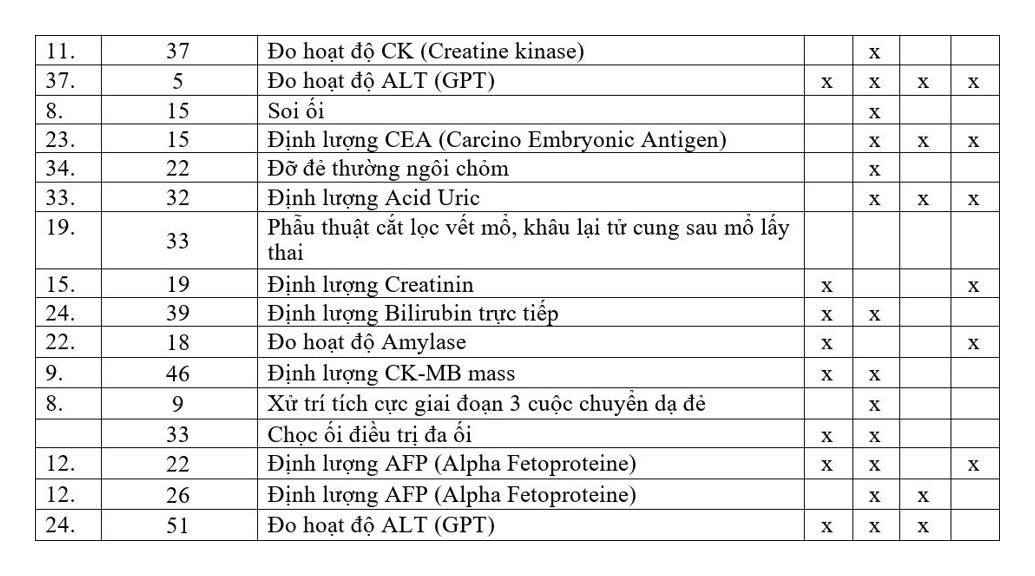 11. 37 Đo hoạt độ CK (Creatine kinase) x
37. 5 Đo hoạt độ ALT (GPT) x x x x
8. 15 Soi ối x
23. 15 Định lượng CEA (Carcino Embryonic Antigen) x x x
34. 22 Đỡ đẻ thường ngôi chỏm x
33. 32 Định lượng Acid Uric x x x
19. 33 Phẫu thuật cắt lọc vết mổ, khâu lại tử cung sau mổ lấy
thai
15. 19 Định lượng Creatinin x x
24. 39 Định lượng Bilirubin trực tiếp x x
22. 18 Đo hoạt độ Amylase x x
9. 46 Định lượng CK-MB mass x x
8. 9 Xử trí tích cực giai đoạn 3 cuộc chuyển dạ đẻ x
33 Chọc ối điều trị đa ối x x
12. 22 Định lượng AFP (Alpha Fetoproteine) x x x
12. 26 Định lượng AFP (Alpha Fetoproteine) x x
24. 51 Đo hoạt độ ALT (GPT) x x x